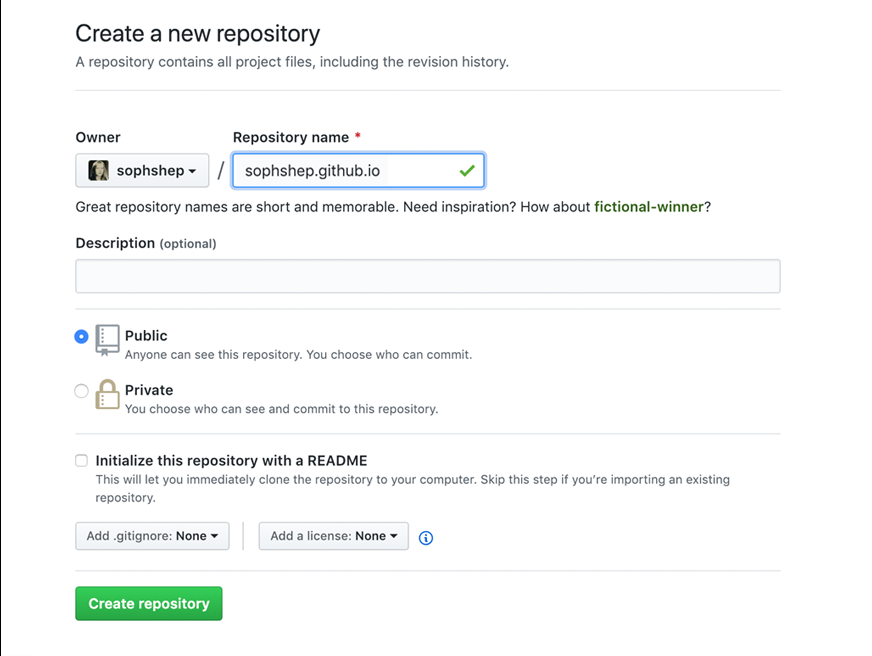 Create a new repository
A repository contains all project files, including the revision history.
Owner
Repository name *
sophshep
/
sophshep.github.io
Great repository names are short and memorable. Need inspiration? How about fictional-winner?
Description (optional)
Public
Anyone can see this repository. You choose who can commit.
Private
You choose who can see and commit to this repository.
Initialize this repository with a README
This will let you immediately clone the repository to your computer. Skip this step if you’re importing an existing
repository.
Add .gitignore: None
Add a license: None
Create repository